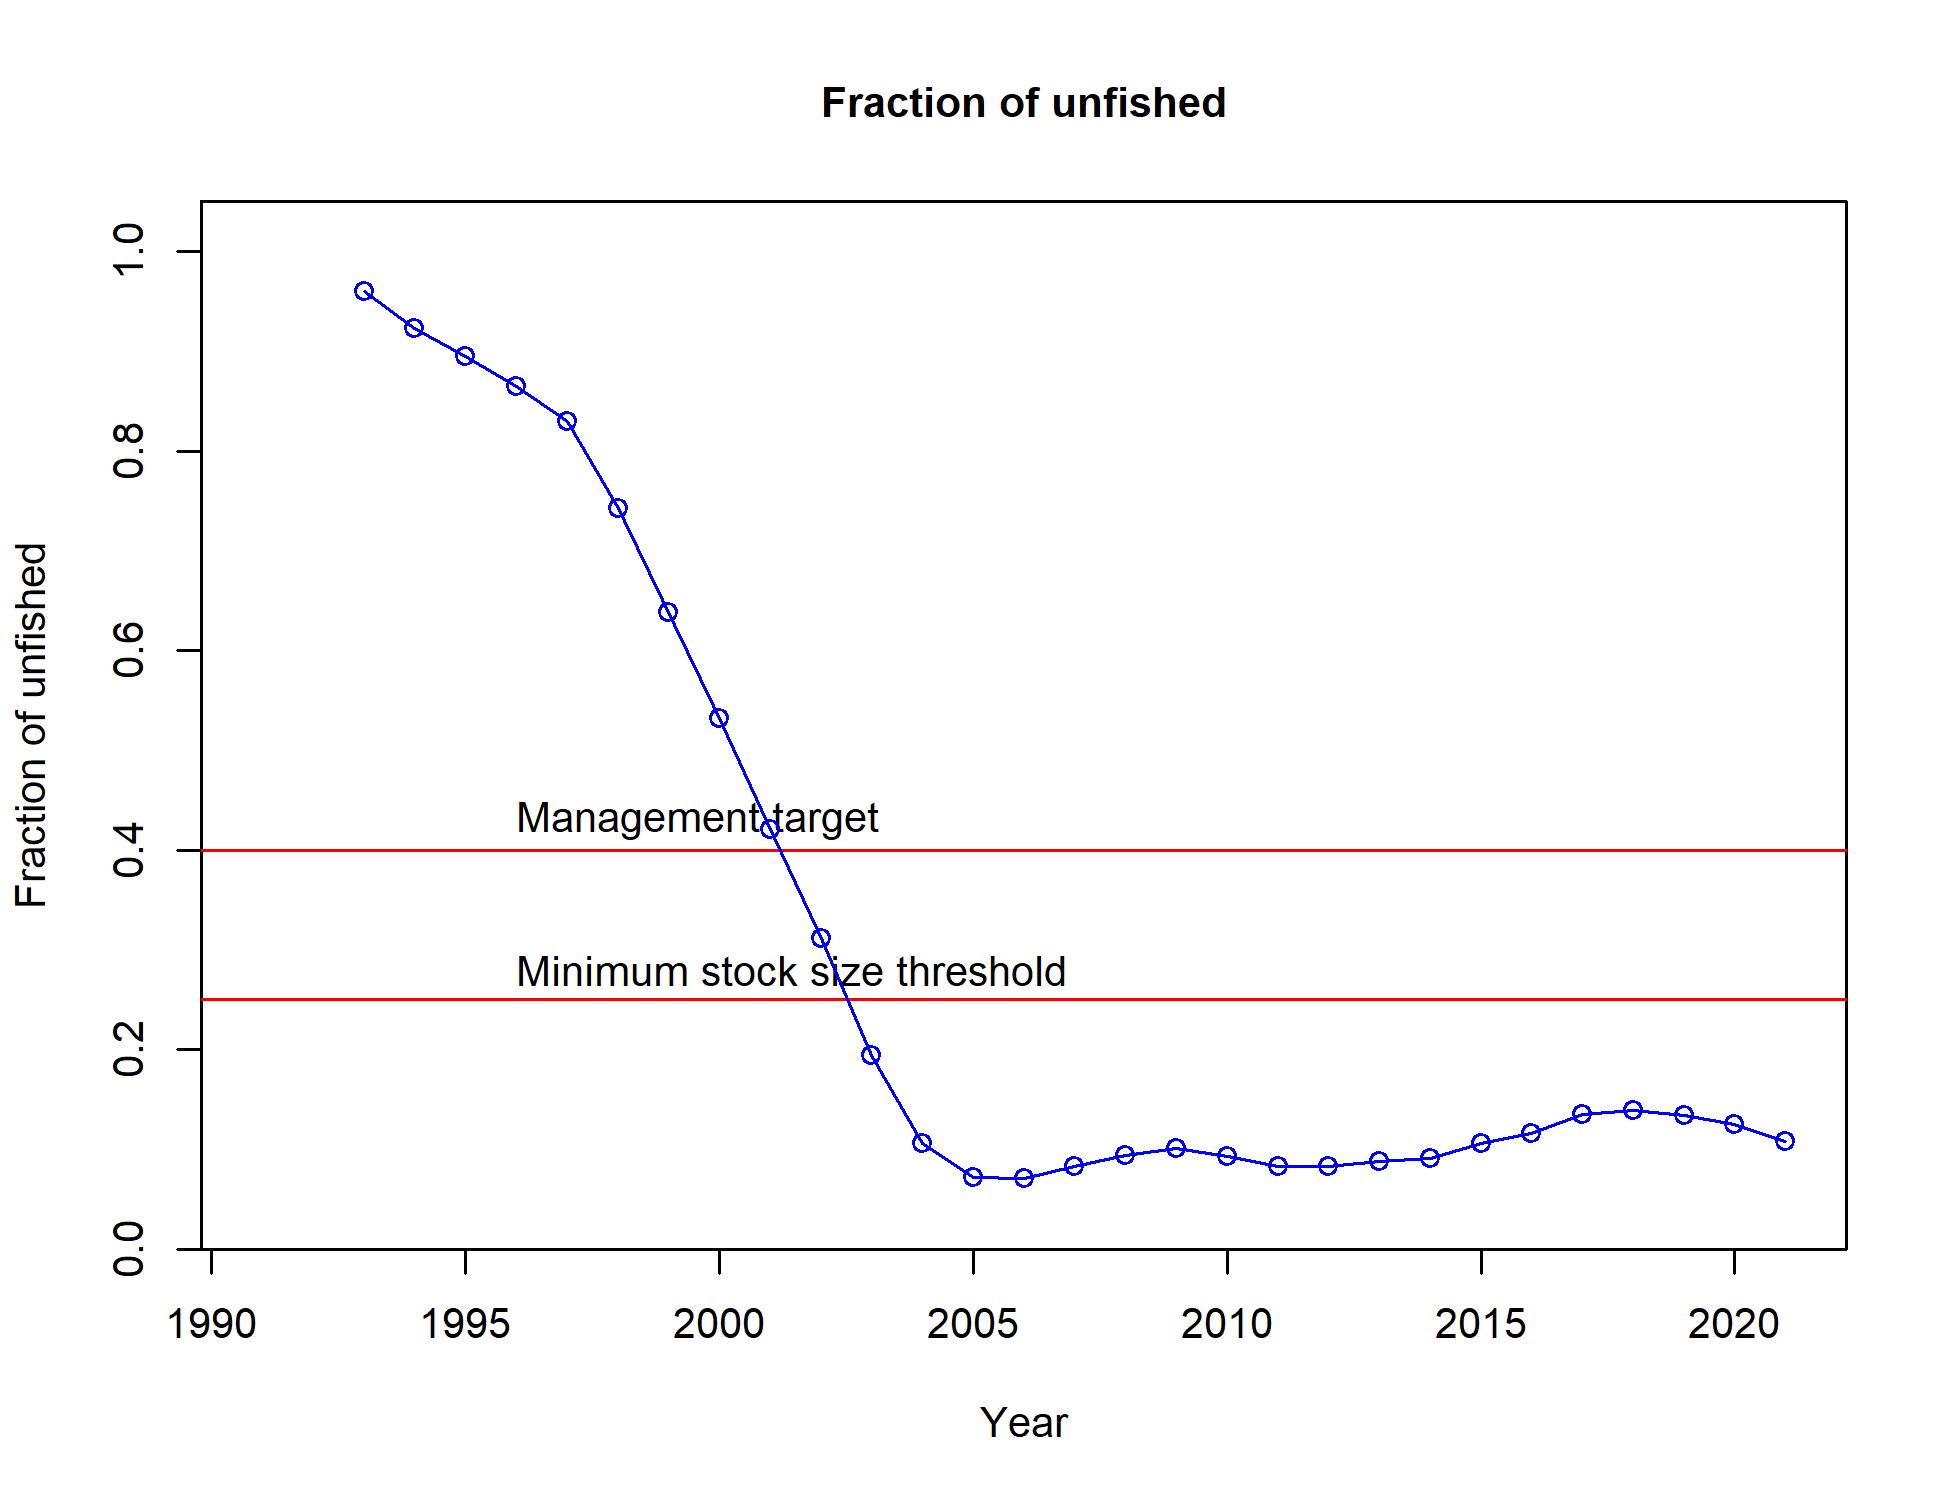 Fraction of unfished
Fraction of unfished
1.0
0.8
0.6
0.4
0.2
0.0
Management target
Minimum stock size threshold
1990 1995 2000 2005 2010 2015 2020
Year